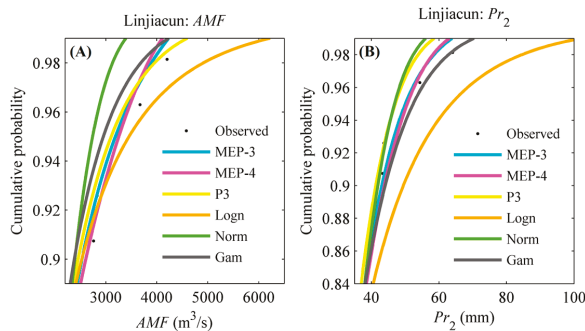 Linjiacun: AMF
(A)
Cumulative probability
0.98
0.96
0.94
0.92
0.9
Observed
MEP-3
MEP-4
P3
Logn
Norm
Gam
3000 4000 5000 6000
AMF (m³/s)
Linjiacun: Pr₂
(B)
Cumulative probability
0.98
0.96
0.94
0.92
0.9
0.88
0.86
0.84
Observed
MEP-3
MEP-4
P3
Logn
Norm
Gam
40 60 80 100
Pr₂ (mm)